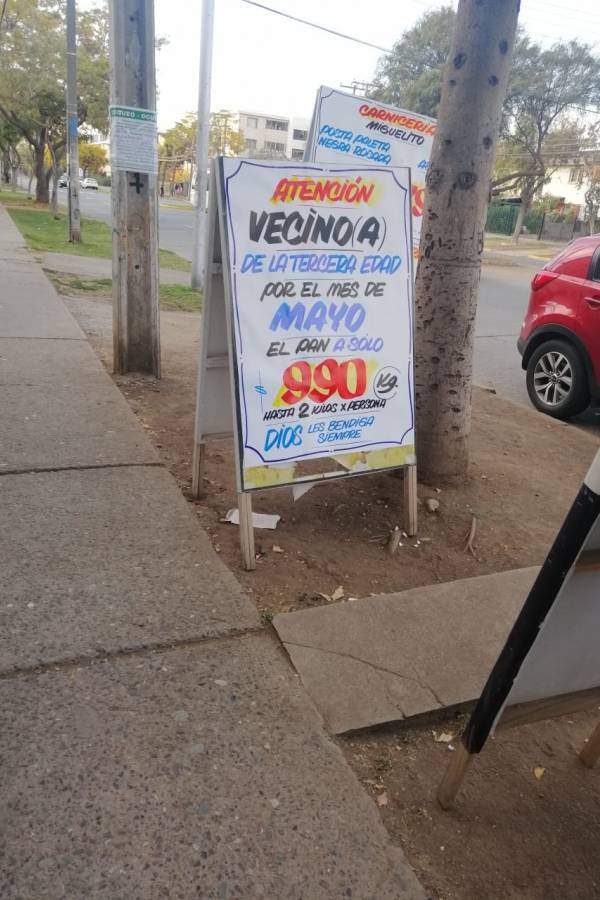 ATENCIÓN
VECINO(A)
DE LA TERCERA EDAD
POR EL MES DE
MAYO
EL PAN A SOLO
$ 990 Kg.
HASTA 2 KILOS X PERSONA
DIOS LES BENDIGA
SIEMPRE
CARNICERIA
MIGUELITO
POSTA PALETA
NEGRA ROSADA